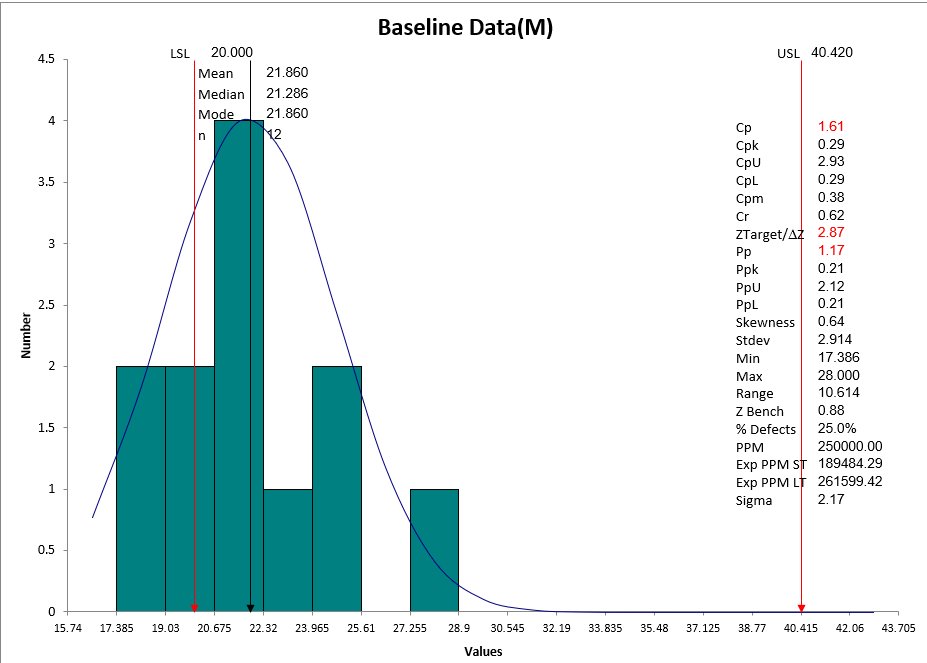 Baseline Data(M)
LSL 20.000
USL 40.420
Mean 21.860
Median 21.286
Mode 21.860
n 12
4.5
4
3.5
3
2.5
2
1.5
1
0.5
0
Number
Cp 1.61
Cpk 0.29
CpU 2.93
CpL 0.29
Cpm 0.38
Cr 0.62
ZTarget/ΔZ 2.87
Pp 1.17
Ppk 0.21
PpU 2.12
PpL 0.21
Skewness 0.64
Stdev 2.914
Min 17.386
Max 28.000
Range 10.614
Z Bench 0.88
% Defects 25.0%
PPM 250000.00
Exp PPM ST 189484.29
Exp PPM LT 261599.42
Sigma 2.17
15.74 17.385 19.03 20.675 22.32 23.965 25.61 27.255 28.9 30.545 32.19 33.835 35.48 37.125 38.77 40.415 42.06 43.705
Values